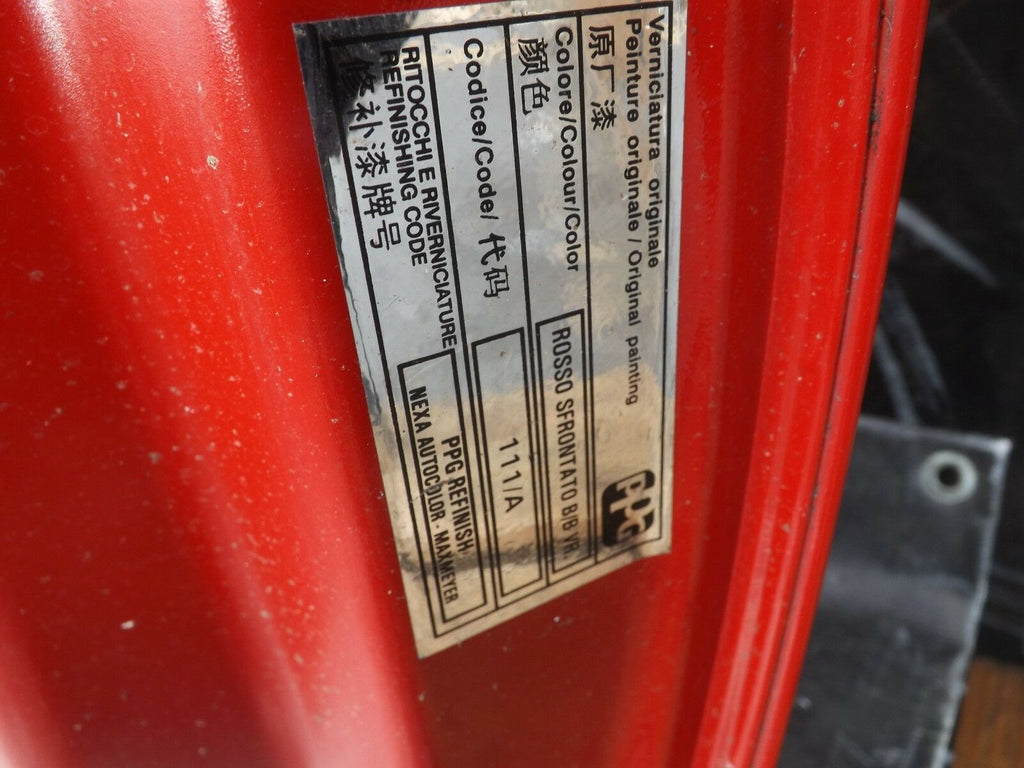 Verniciatura originale
Peinture originale / Original painting
原厂漆
PPG
Colore/Colour/Color
颜色
ROSSO SFRONTATO B/B VR.
Codice/Code/ 代码
111/A
RITOCCHI E RIVERNICIATURE
REFINISHING CODE
修补漆牌号
PPG REFINISH
NEXA AUTOCOLOR - MAXMEYER